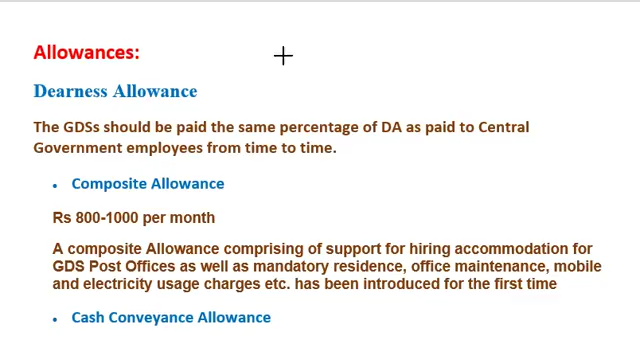 Allowances:
Dearness Allowance
The GDSs should be paid the same percentage of DA as paid to Central
Government employees from time to time.
• Composite Allowance
Rs 800-1000 per month
A composite Allowance comprising of support for hiring accommodation for
GDS Post Offices as well as mandatory residence, office maintenance, mobile
and electricity usage charges etc. has been introduced for the first time
• Cash Conveyance Allowance